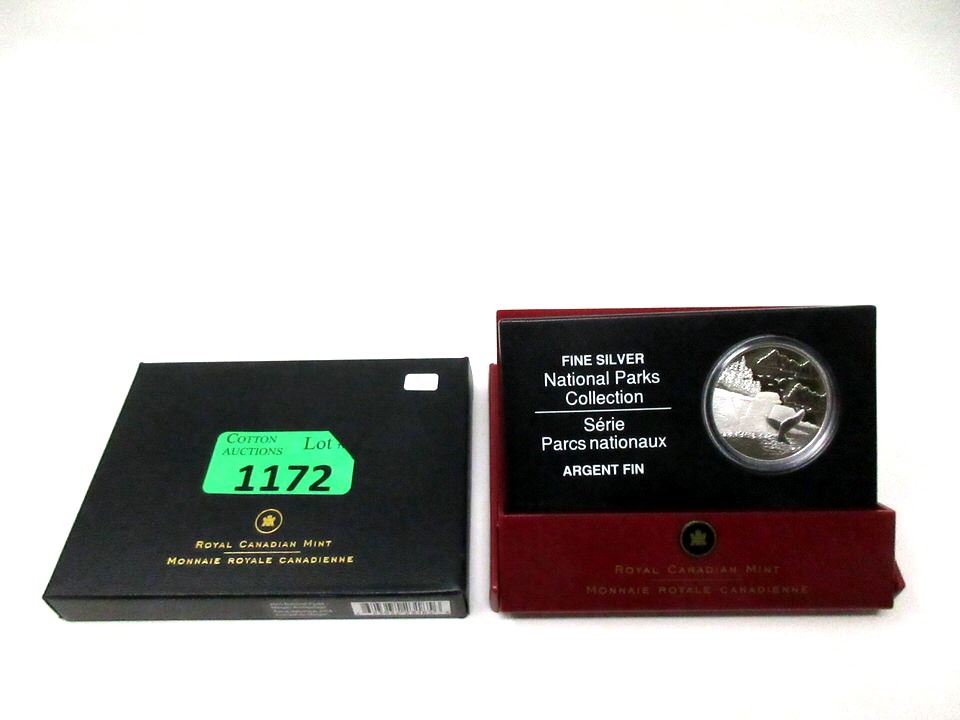 COTTON
AUCTIONS
Lot
1172
ROYAL CANADIAN MINT
MONNAIE ROYALE CANADIENNE
FINE SILVER
National Parks
Collection
Série
Parcs nationaux
ARGENT FIN
ROYAL CANADIAN MINT
MONNAIE ROYALE CANADIENNE